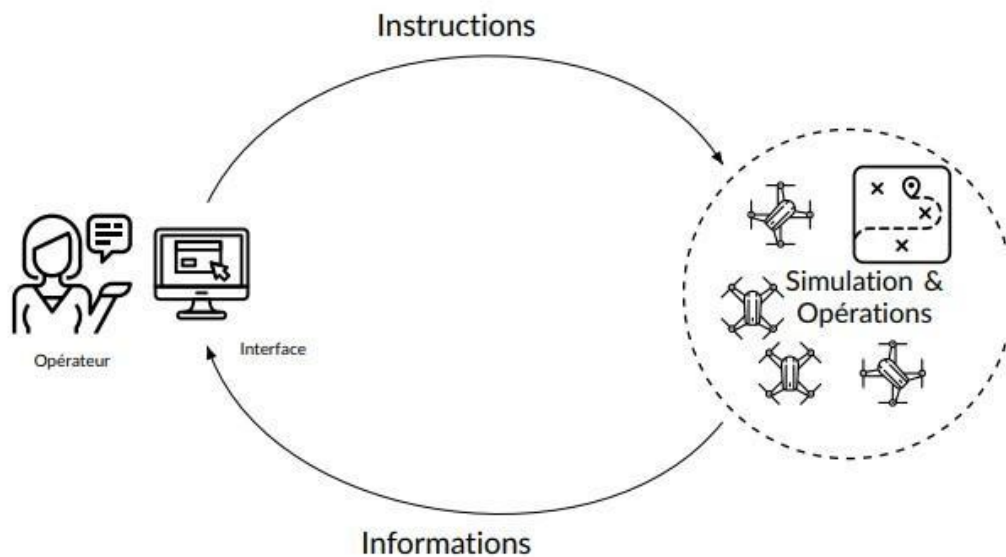 Instructions
Simulation &
Opérations
Opérateur
Interface
Informations